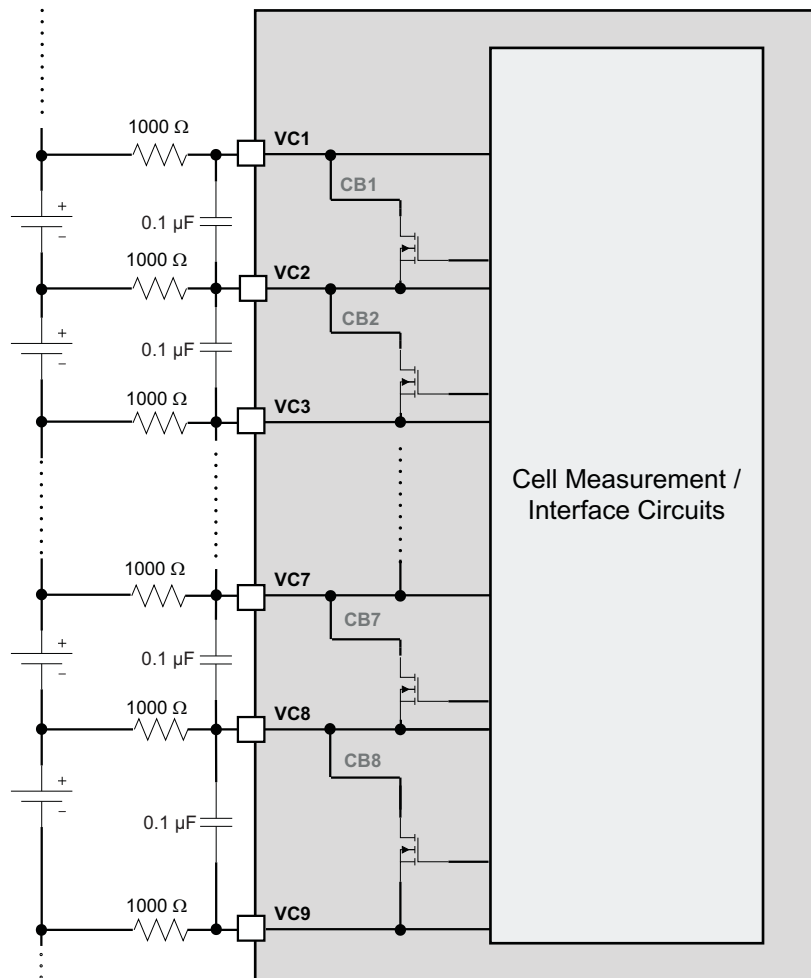 1000 Ω
VC1
CB1
+
−
0.1 µF
1000 Ω
VC2
CB2
+
−
0.1 µF
1000 Ω
VC3
Cell Measurement /
Interface Circuits
1000 Ω
VC7
CB7
+
−
0.1 µF
1000 Ω
VC8
CB8
+
−
0.1 µF
1000 Ω
VC9